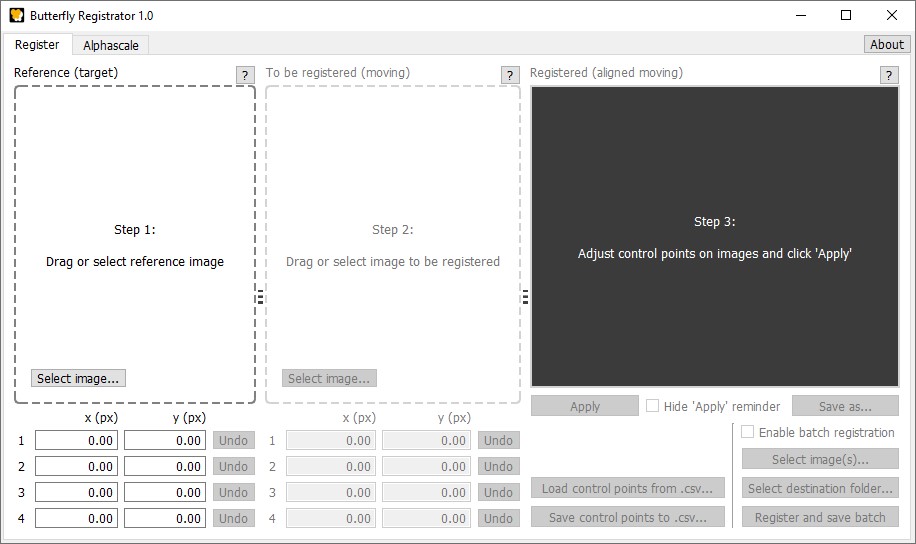 Butterfly Registrator 1.0
Register Alphascale About
Reference (target) ? To be registered (moving) ? Registered (aligned moving) ?
Step 1:
Drag or select reference image
Select image...
Step 2:
Drag or select image to be registered
Select image...
Step 3:
Adjust control points on images and click 'Apply'
Apply Hide 'Apply' reminder Save as...
x (px) y (px) x (px) y (px)
1 0.00 0.00 Undo 1 0.00 0.00 Undo
2 0.00 0.00 Undo 2 0.00 0.00 Undo
3 0.00 0.00 Undo 3 0.00 0.00 Undo
4 0.00 0.00 Undo 4 0.00 0.00 Undo
Load control points from .csv...
Save control points to .csv...
Enable batch registration
Select image(s)...
Select destination folder...
Register and save batch